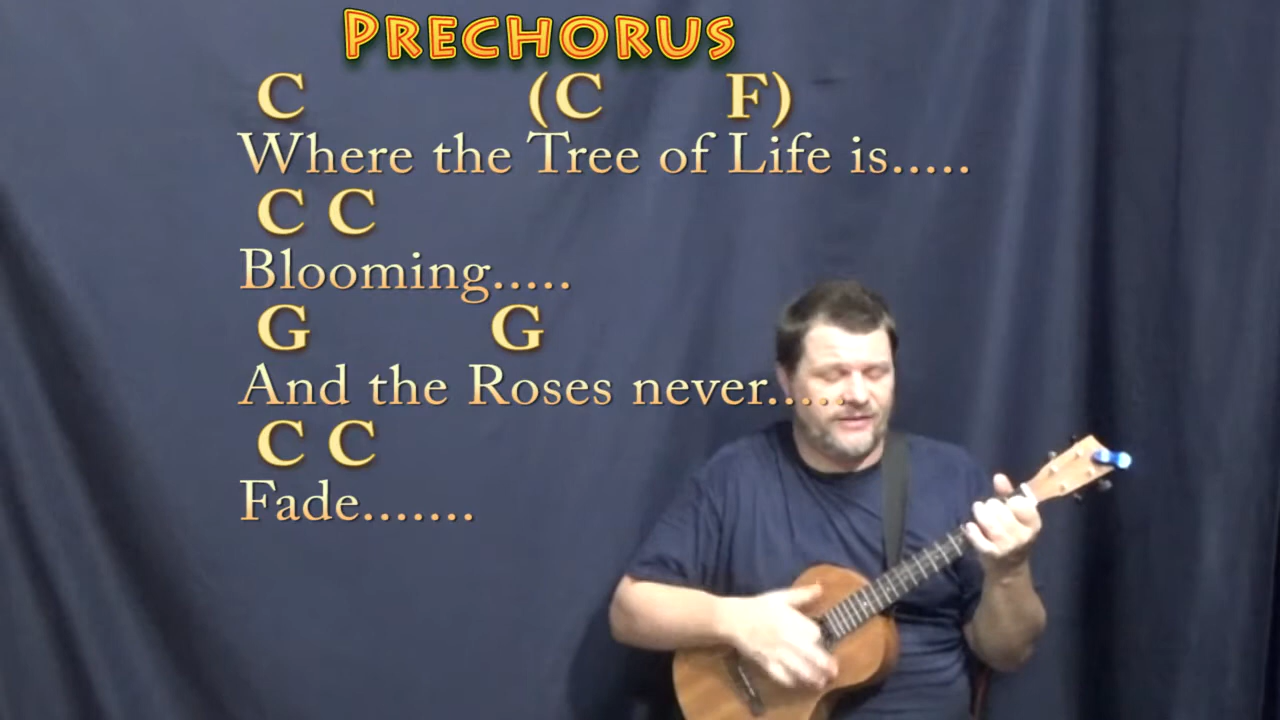 PRECHORUS
C (C F)
Where the Tree of Life is.....
C C
Blooming.....
G G
And the Roses never.....
C C
Fade.......